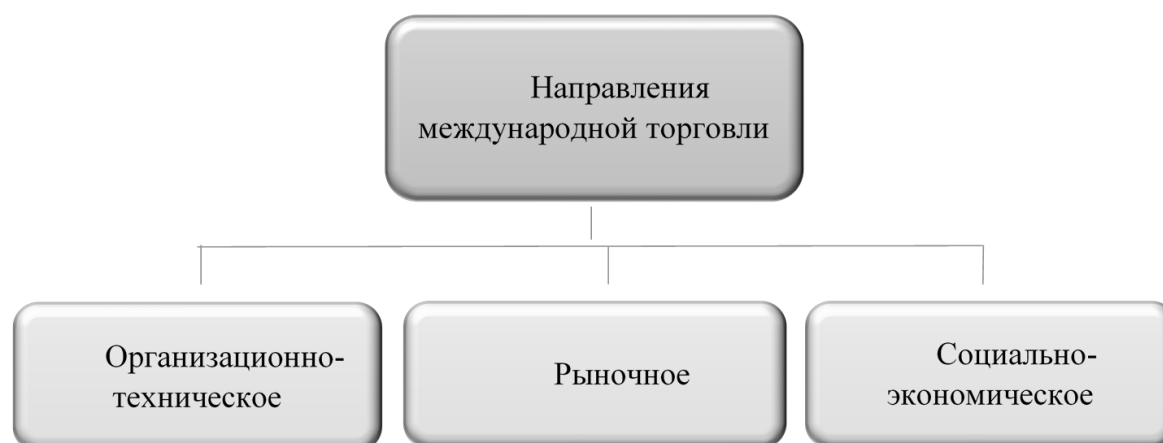 Направления
международной торговли
Организационно-
техническое
Рыночное
Социально-
экономическое